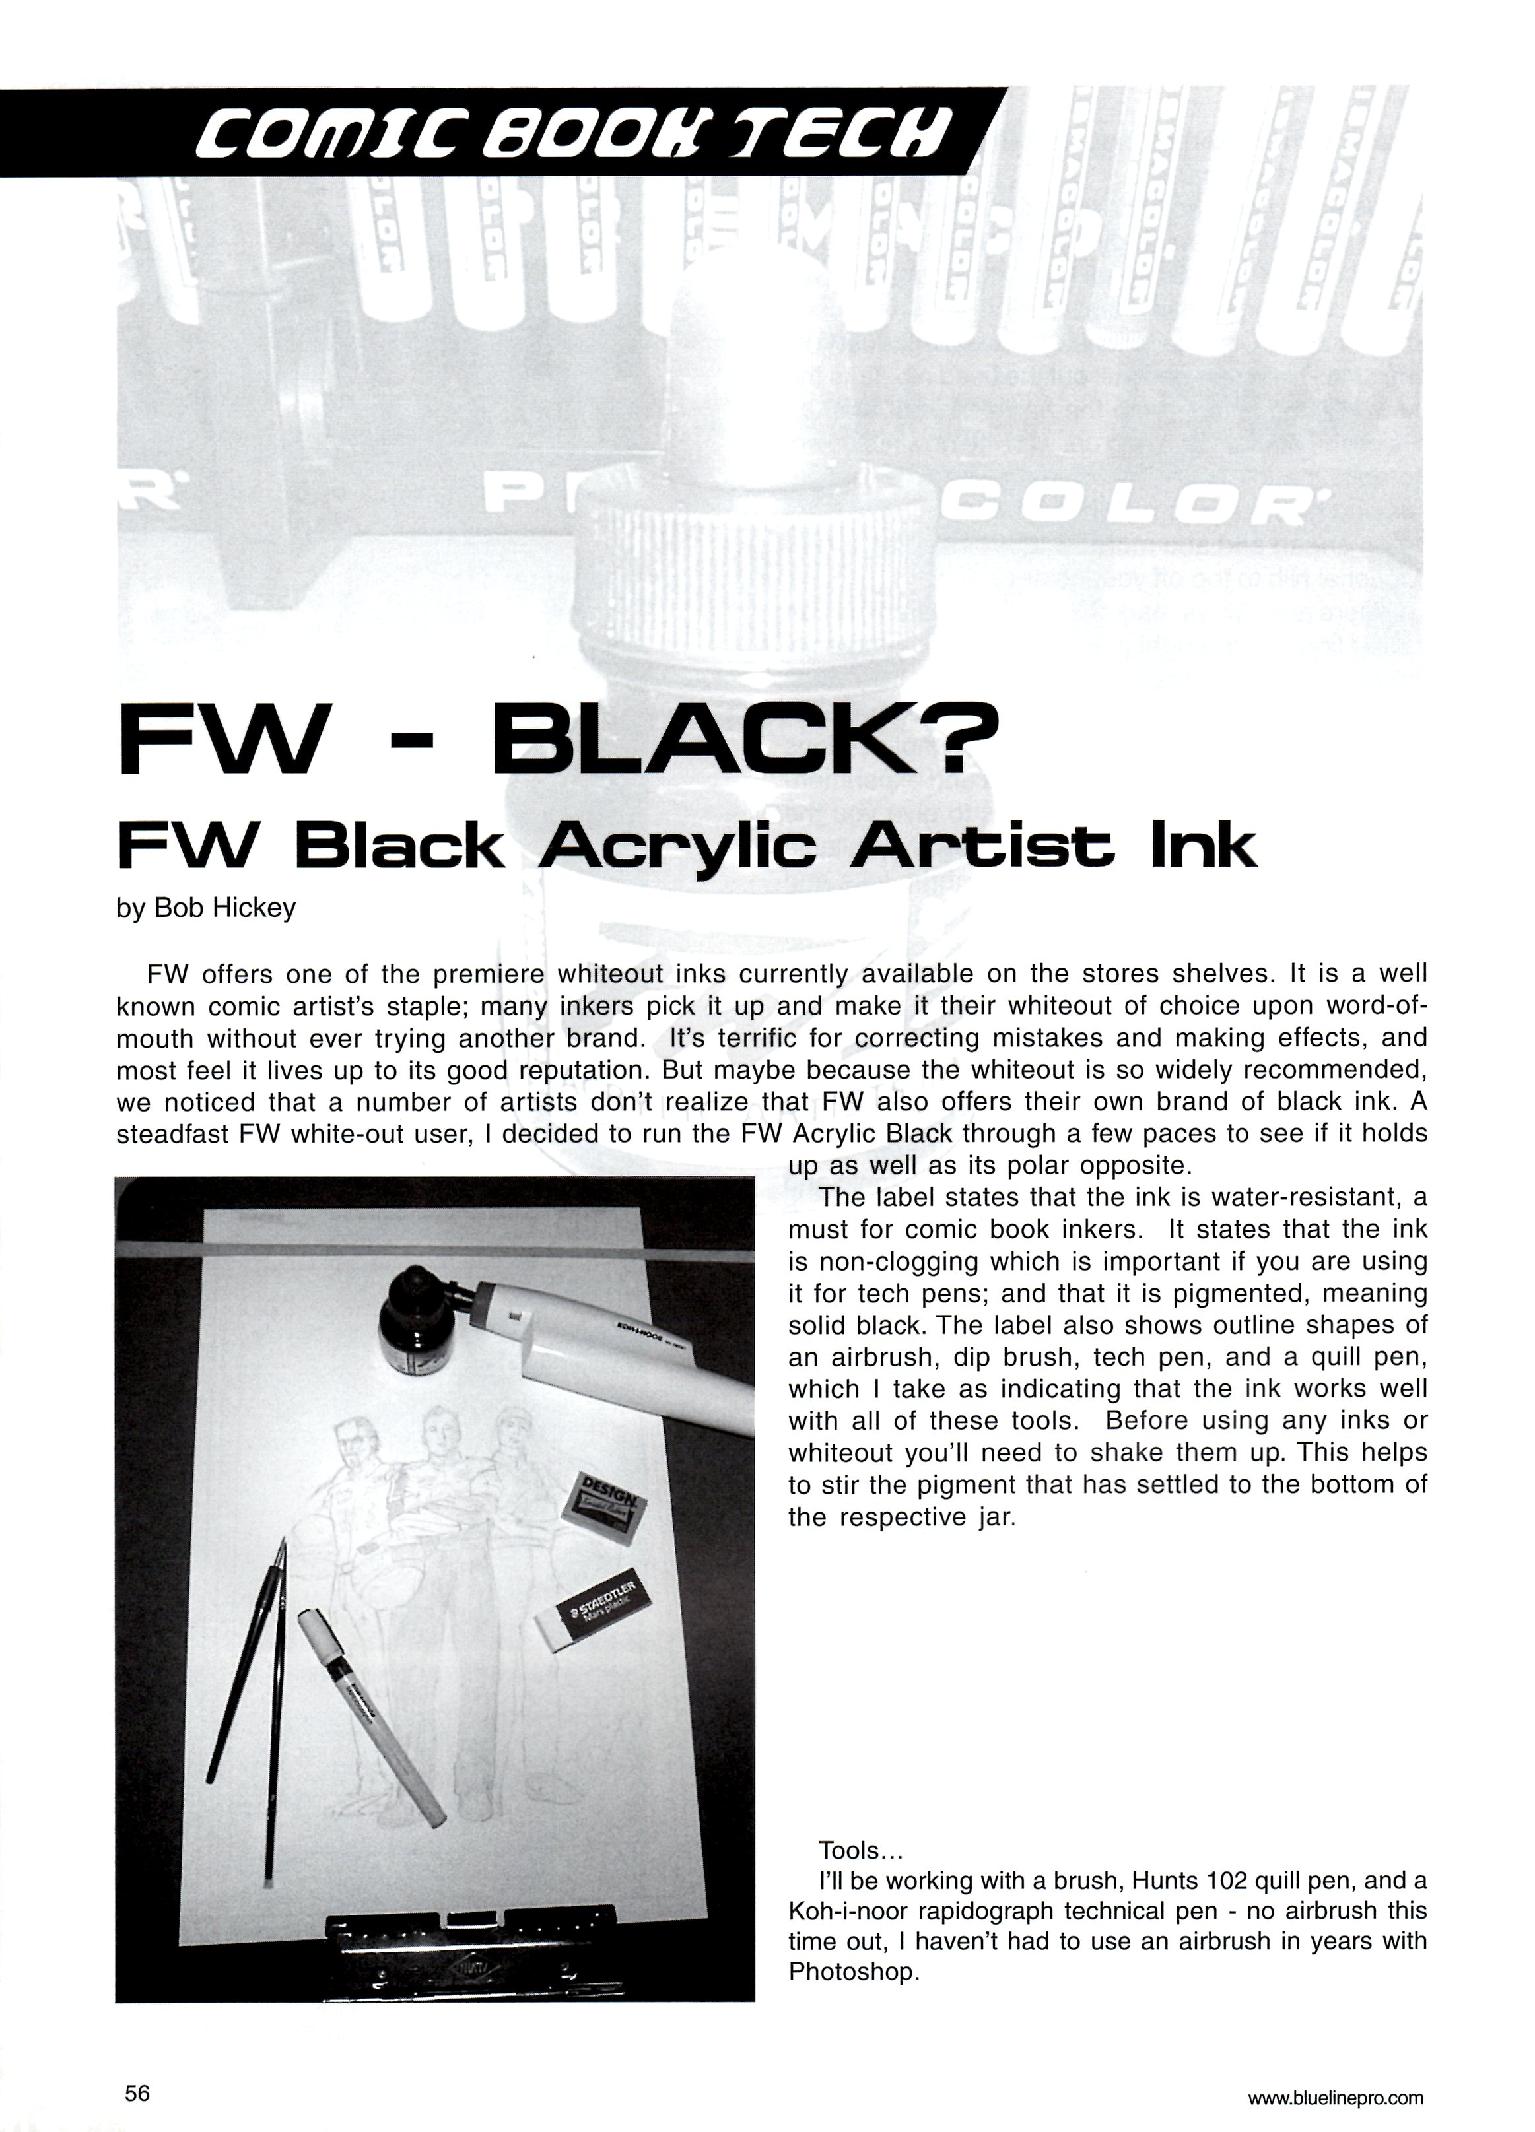 COMIC BOOK TECH
FW - BLACK?
FW Black Acrylic Artist Ink
by Bob Hickey
FW offers one of the premiere whiteout inks currently available on the stores shelves. It is a well
known comic artist's staple; many inkers pick it up and make it their whiteout of choice upon word-of-
mouth without ever trying another brand. It's terrific for correcting mistakes and making effects, and
most feel it lives up to its good reputation. But maybe because the whiteout is so widely recommended,
we noticed that a number of artists don't realize that FW also offers their own brand of black ink. A
steadfast FW white-out user, I decided to run the FW Acrylic Black through a few paces to see if it holds
up as well as its polar opposite.
The label states that the ink is water-resistant, a
must for comic book inkers. It states that the ink
is non-clogging which is important if you are using
it for tech pens; and that it is pigmented, meaning
solid black. The label also shows outline shapes of
an airbrush, dip brush, tech pen, and a quill pen,
which I take as indicating that the ink works well
with all of these tools. Before using any inks or
whiteout you'll need to shake them up. This helps
to stir the pigment that has settled to the bottom of
the respective jar.
KOH-I-NOOR
DESIGN
STAEDTLER
Mars plastic
Tools...
I'll be working with a brush, Hunts 102 quill pen, and a
Koh-i-noor rapidograph technical pen - no airbrush this
time out, I haven't had to use an airbrush in years with
Photoshop.
56
www.bluelinepro.com